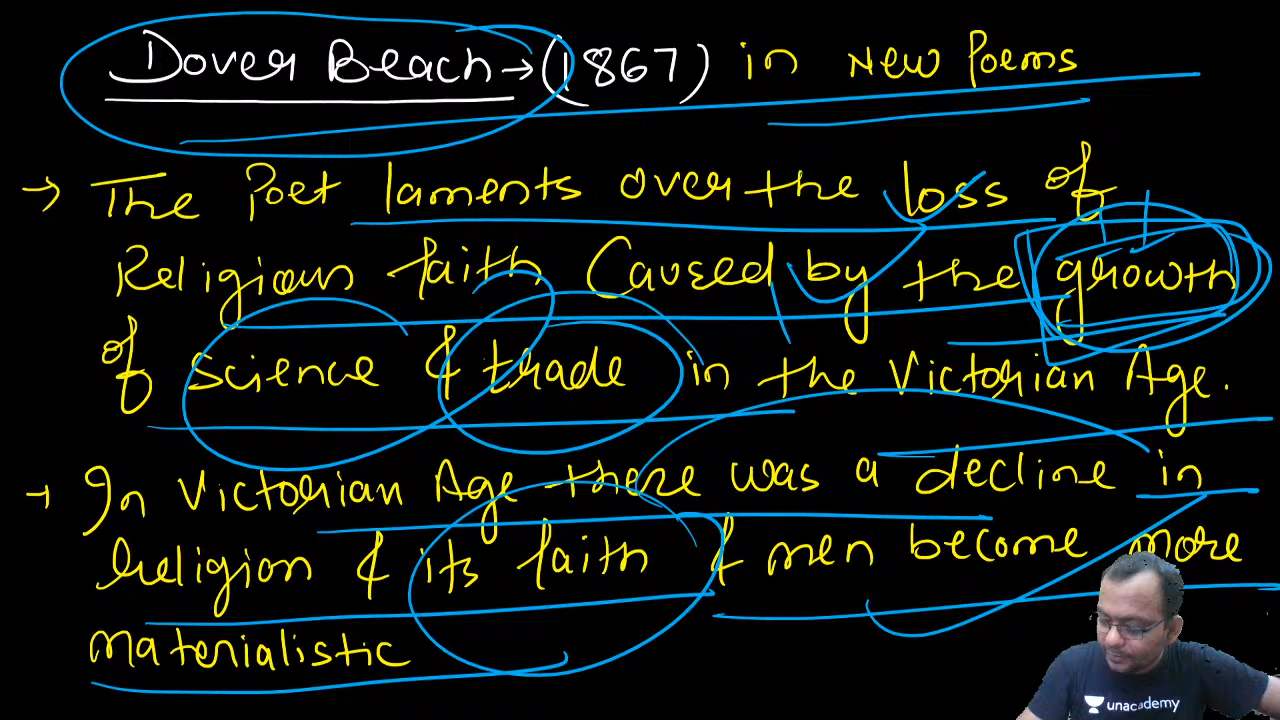 Dover Beach → (1867) in New Poems
→ The Poet laments over the loss of
Religious faith Caused by the growth
of science & trade in the Victorian Age.
→ In Victorian Age there was a decline in
Religion & its faith & men become more
materialistic
unacademy